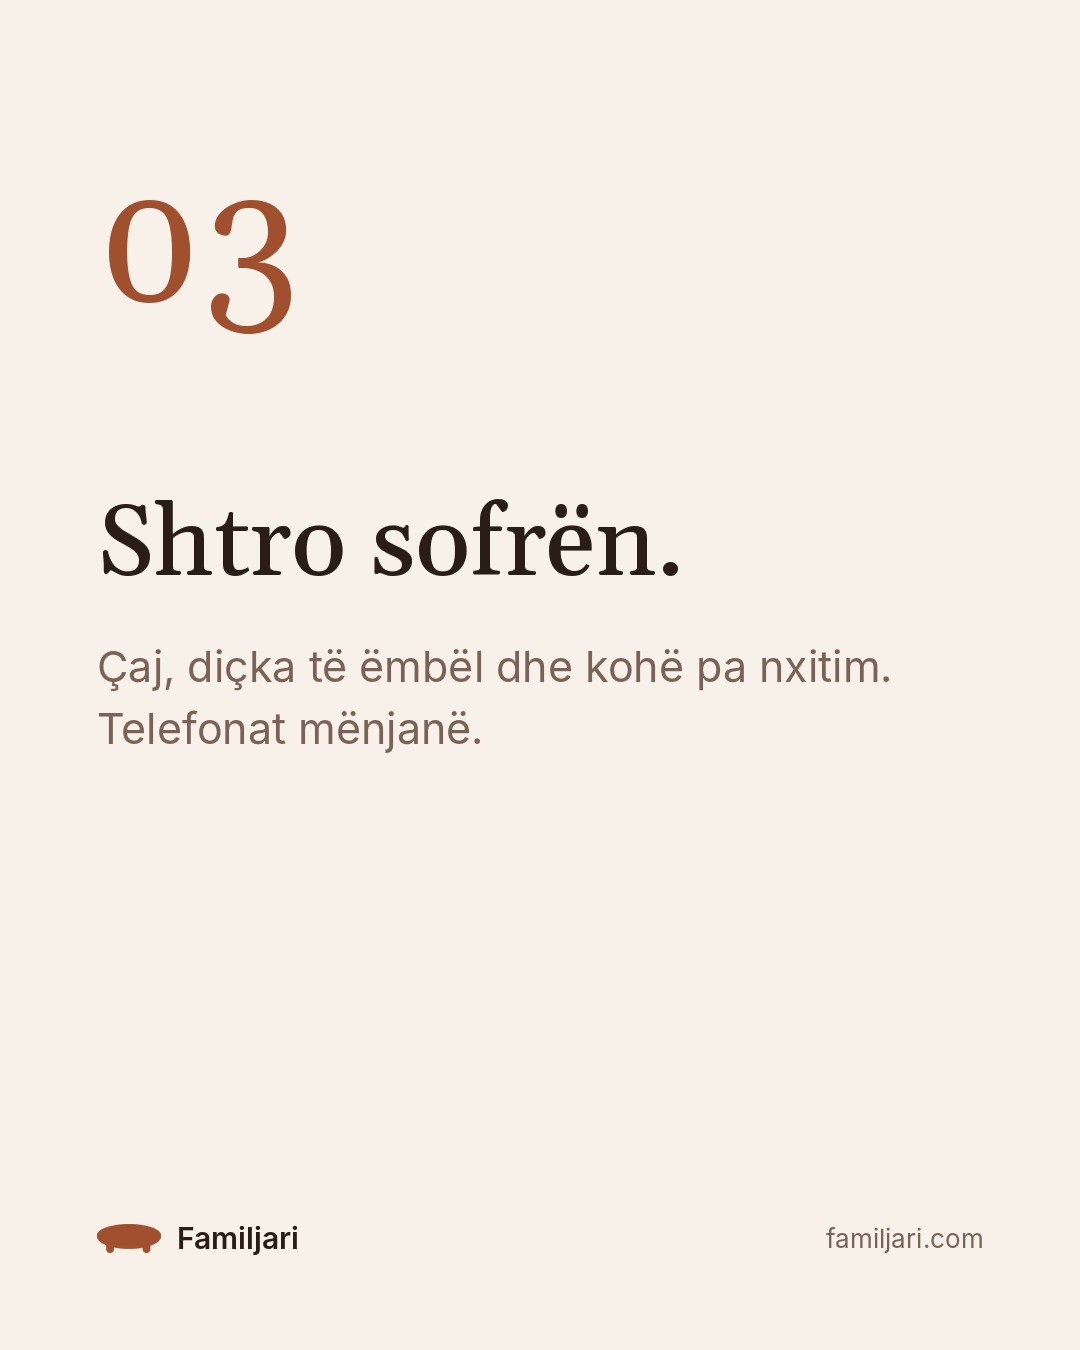 03
Shtro sofrën.
Çaj, diçka të ëmbël dhe kohë pa nxitim.
Telefonat mënjanë.
Familjari
familjari.com